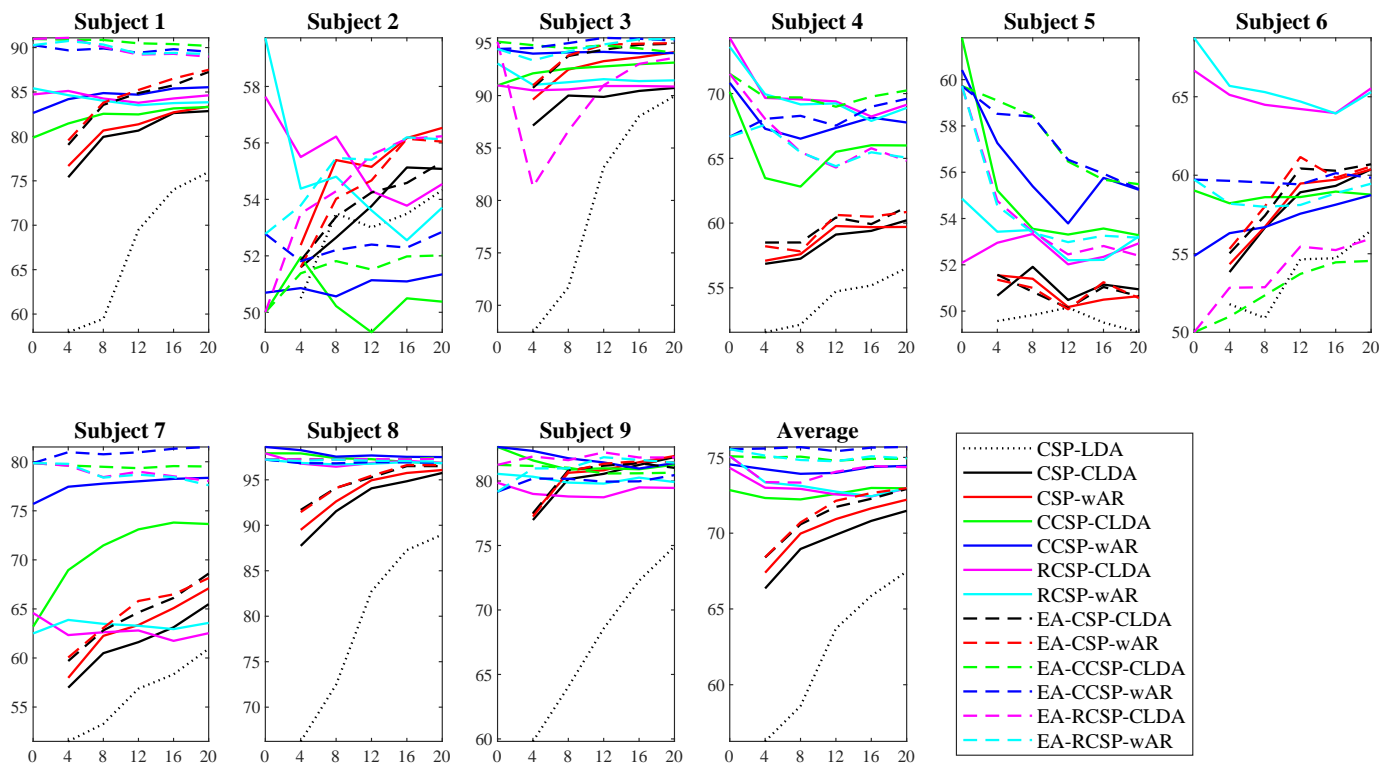 Subject 1
90
85
80
75
70
65
60
0 4 8 12 16 20
Subject 2
58
56
54
52
50
0 4 8 12 16 20
Subject 3
95
90
85
80
75
70
0 4 8 12 16 20
Subject 4
70
65
60
55
0 4 8 12 16 20
Subject 5
60
58
56
54
52
50
0 4 8 12 16 20
Subject 6
65
60
55
50
0 4 8 12 16 20
Subject 7
80
75
70
65
60
55
0 4 8 12 16 20
Subject 8
95
90
85
80
75
70
0 4 8 12 16 20
Subject 9
80
75
70
65
60
0 4 8 12 16 20
Average
75
70
65
60
0 4 8 12 16 20
CSP-LDA
CSP-CLDA
CSP-wAR
CCSP-CLDA
CCSP-wAR
RCSP-CLDA
RCSP-wAR
EA-CSP-CLDA
EA-CSP-wAR
EA-CCSP-CLDA
EA-CCSP-wAR
EA-RCSP-CLDA
EA-RCSP-wAR